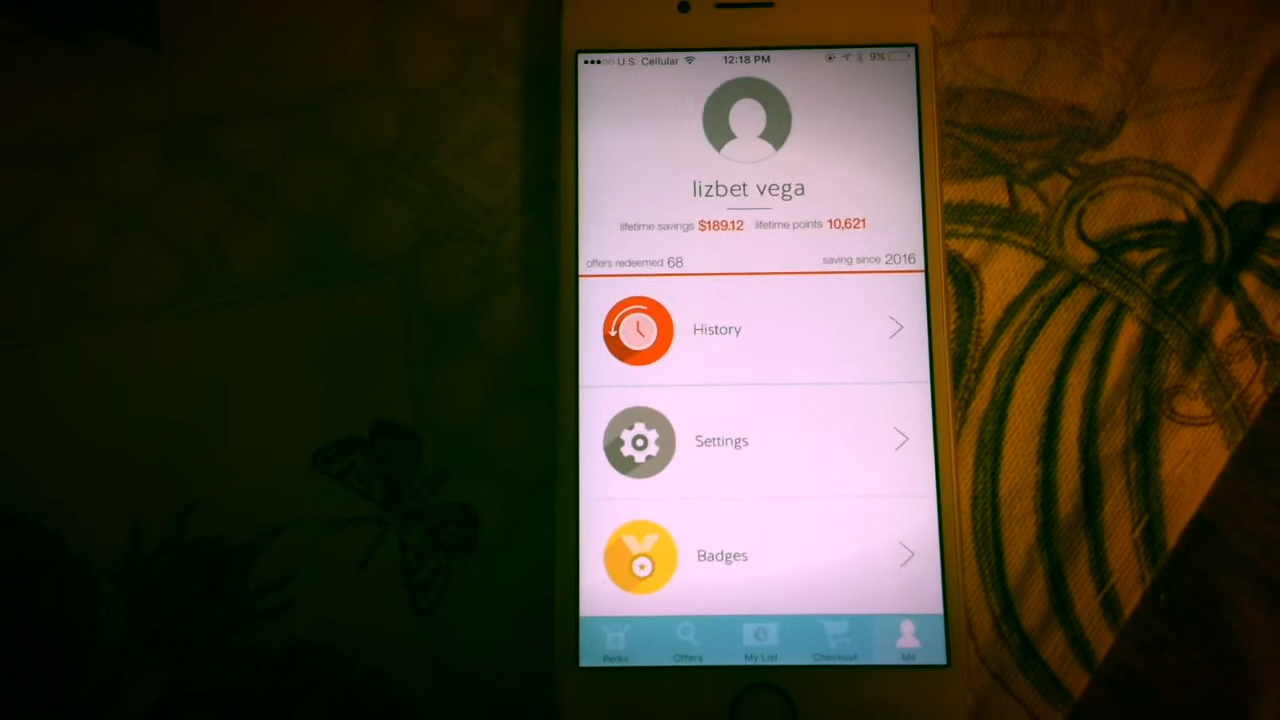 U.S. Cellular 12:18 PM 9%
lizbet vega
lifetime savings $189.12 lifetime points 10,621
offers redeemed 68 saving since 2016
History
Settings
Badges
Perks Offers My List Checkout Me